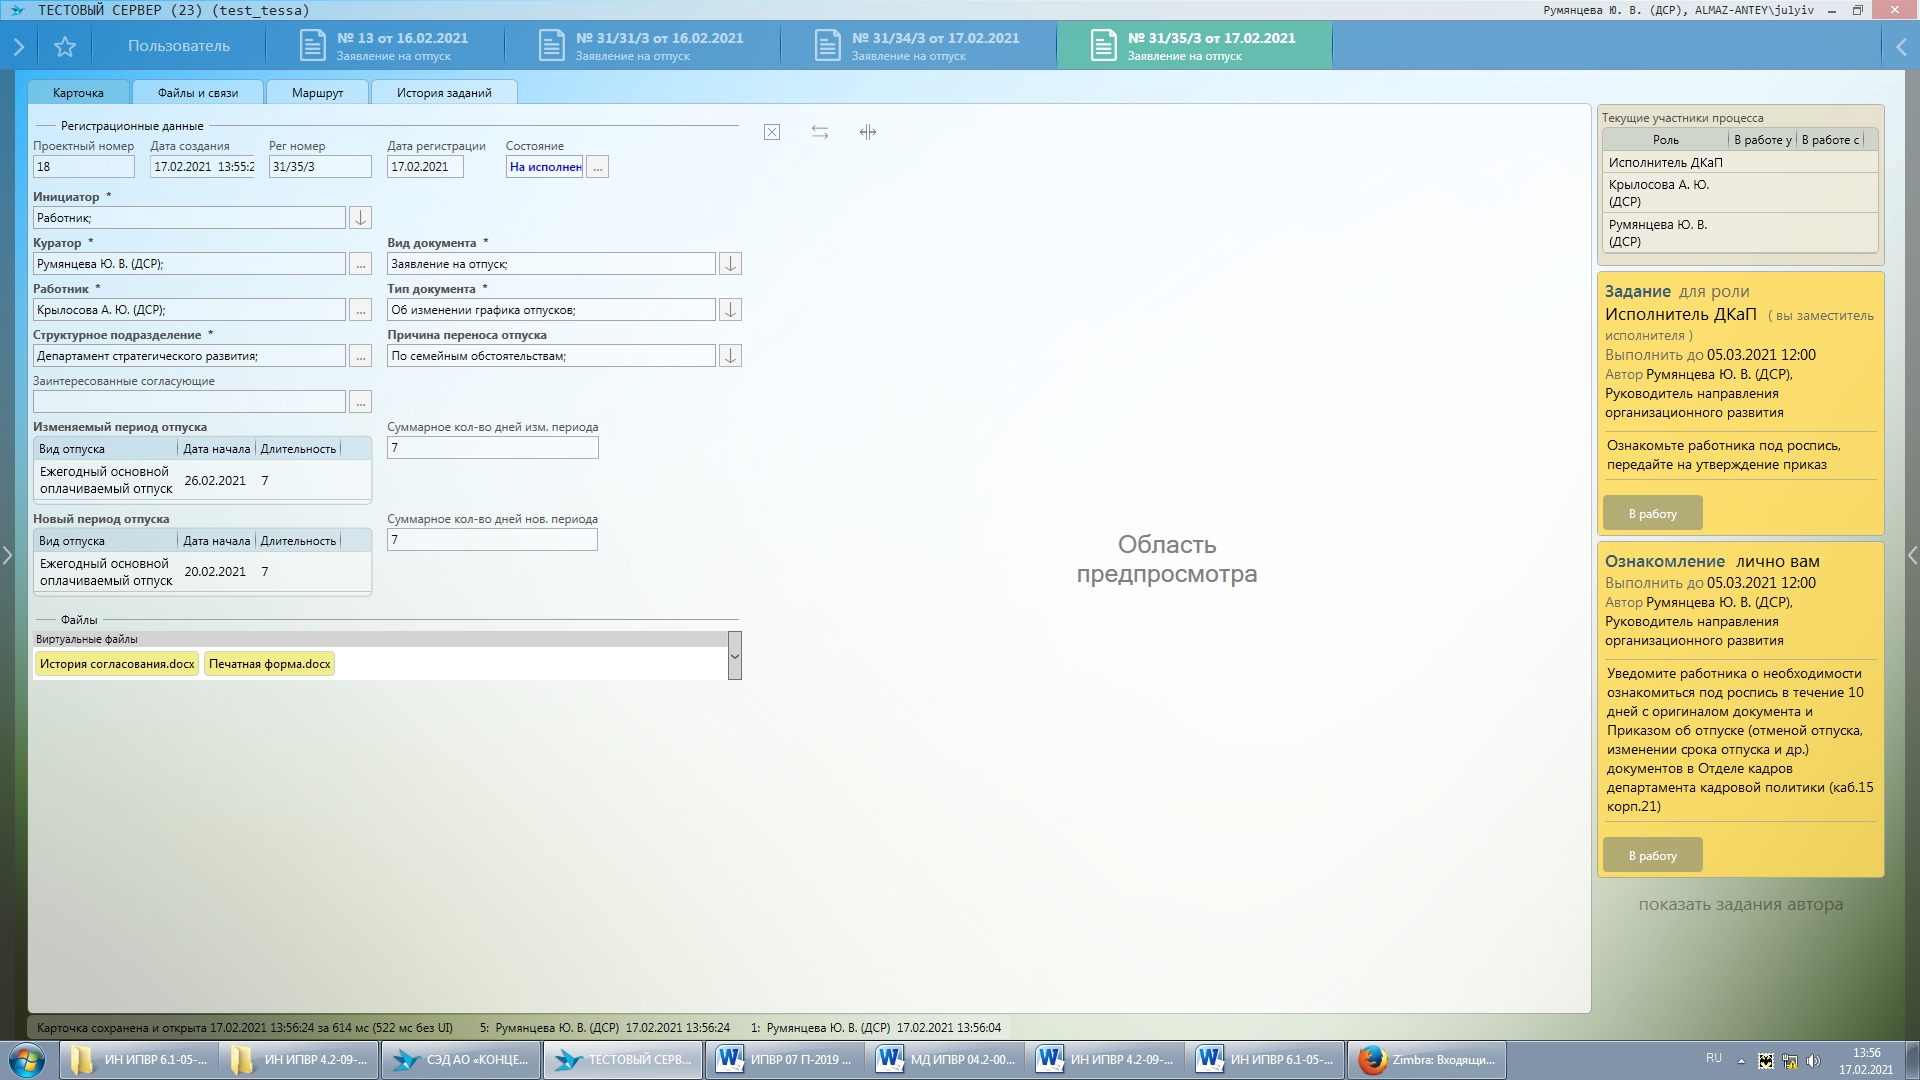 ТЕСТОВЫЙ СЕРВЕР (23) (test_tessa)
Румянцева Ю. В. (ДСР), ALMAZ-ANTEY\julyiv
Пользователь
№ 13 от 16.02.2021
Заявление на отпуск
№ 31/31/3 от 16.02.2021
Заявление на отпуск
№ 31/34/3 от 17.02.2021
Заявление на отпуск
№ 31/35/3 от 17.02.2021
Заявление на отпуск
Карточка
Файлы и связи
Маршрут
История заданий
Регистрационные данные
Проектный номер Дата создания Рег номер Дата регистрации Состояние
18 17.02.2021 13:55:2 31/35/3 17.02.2021 На исполнен ...
Инициатор *
Работник;
Куратор * Вид документа *
Румянцева Ю. В. (ДСР); ... Заявление на отпуск;
Работник * Тип документа *
Крылосова А. Ю. (ДСР); ... Об изменении графика отпусков;
Структурное подразделение * Причина переноса отпуска
Департамент стратегического развития; ... По семейным обстоятельствам;
Заинтересованные согласующие
...
Изменяемый период отпуска Суммарное кол-во дней изм. периода
7
Вид отпуска Дата начала Длительность
Ежегодный основной
оплачиваемый отпуск 26.02.2021 7
Новый период отпуска Суммарное кол-во дней нов. периода
7
Вид отпуска Дата начала Длительность
Ежегодный основной
оплачиваемый отпуск 20.02.2021 7
Файлы
Виртуальные файлы
История согласования.docx Печатная форма.docx
Область
предпросмотра
Текущие участники процесса
Роль В работе у В работе с
Исполнитель ДКаП
Крылосова А. Ю.
(ДСР)
Румянцева Ю. В.
(ДСР)
Задание для роли
Исполнитель ДКаП ( вы заместитель
исполнителя )
Выполнить до 05.03.2021 12:00
Автор Румянцева Ю. В. (ДСР),
Руководитель направления
организационного развития
Ознакомьте работника под роспись,
передайте на утверждение приказ
В работу
Ознакомление лично вам
Выполнить до 05.03.2021 12:00
Автор Румянцева Ю. В. (ДСР),
Руководитель направления
организационного развития
Уведомите работника о необходимости
ознакомиться под роспись в течение 10
дней с оригиналом документа и
Приказом об отпуске (отменой отпуска,
изменении срока отпуска и др.)
документов в Отделе кадров
департамента кадровой политики (каб.15
корп.21)
В работу
показать задания автора
Карточка сохранена и открыта 17.02.2021 13:56:24 за 614 мс (522 мс без UI) 5: Румянцева Ю. В. (ДСР) 17.02.2021 13:56:24 1: Румянцева Ю. В. (ДСР) 17.02.2021 13:56:04
ИН ИПВР 6.1-05-...
ИН ИПВР 4.2-09-...
СЭД АО «КОНЦЕ...
ТЕСТОВЫЙ СЕРВ...
ИПВР 07 П-2019 ...
МД ИПВР 04.2-00...
ИН ИПВР 4.2-09-...
ИН ИПВР 6.1-05-...
Zimbra: Входящи...
RU
13:56
17.02.2021